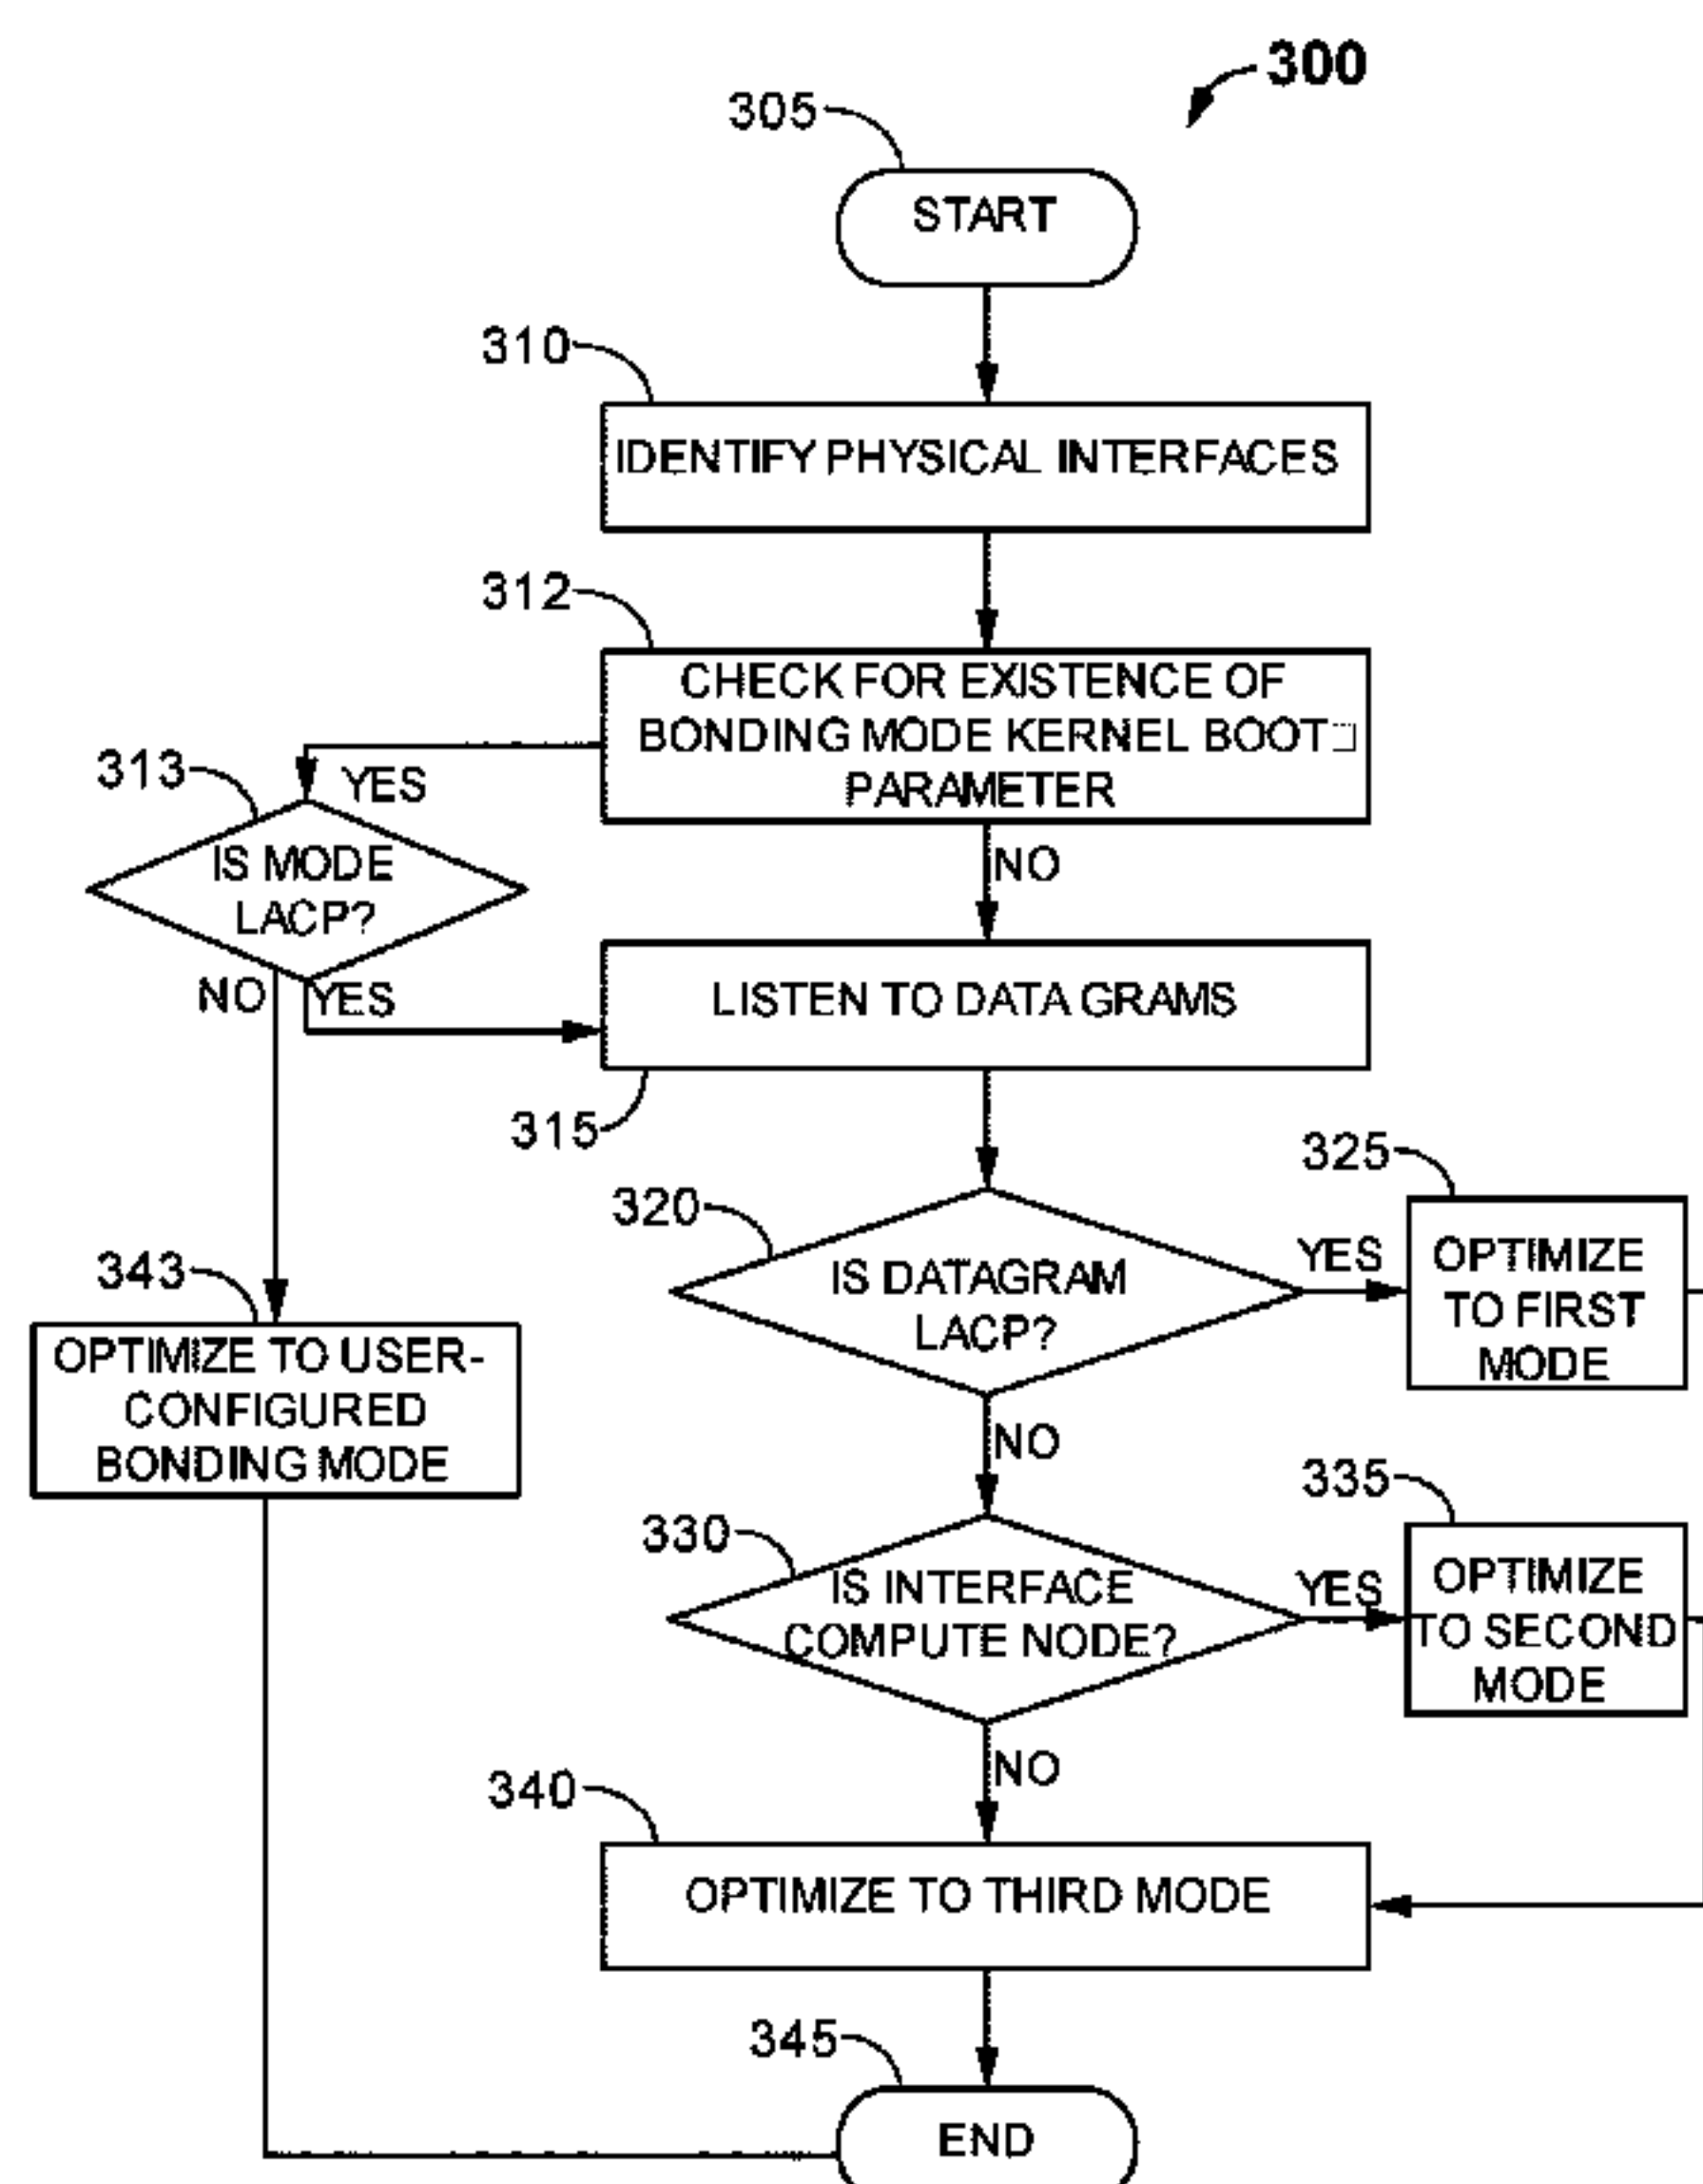 300
305
START
310
IDENTIFY PHYSICAL INTERFACES
312
CHECK FOR EXISTENCE OF
BONDING MODE KERNEL BOOT
PARAMETER
313
YES
IS MODE
LACP?
NO
NO
YES
LISTEN TO DATA GRAMS
315
320
IS DATAGRAM
LACP?
YES
325
OPTIMIZE
TO FIRST
MODE
343
OPTIMIZE TO USER-
CONFIGURED
BONDING MODE
NO
330
IS INTERFACE
COMPUTE NODE?
YES
335
OPTIMIZE
TO SECOND
MODE
NO
340
OPTIMIZE TO THIRD MODE
345
END